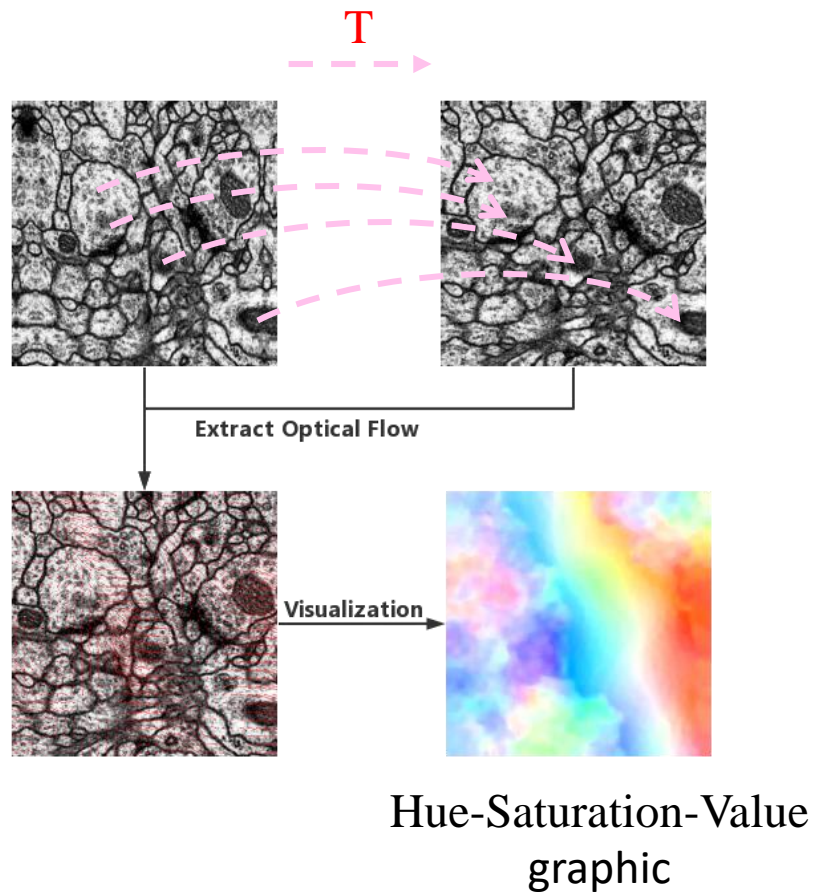 T
Extract Optical Flow
Visualization
Hue-Saturation-Value
graphic